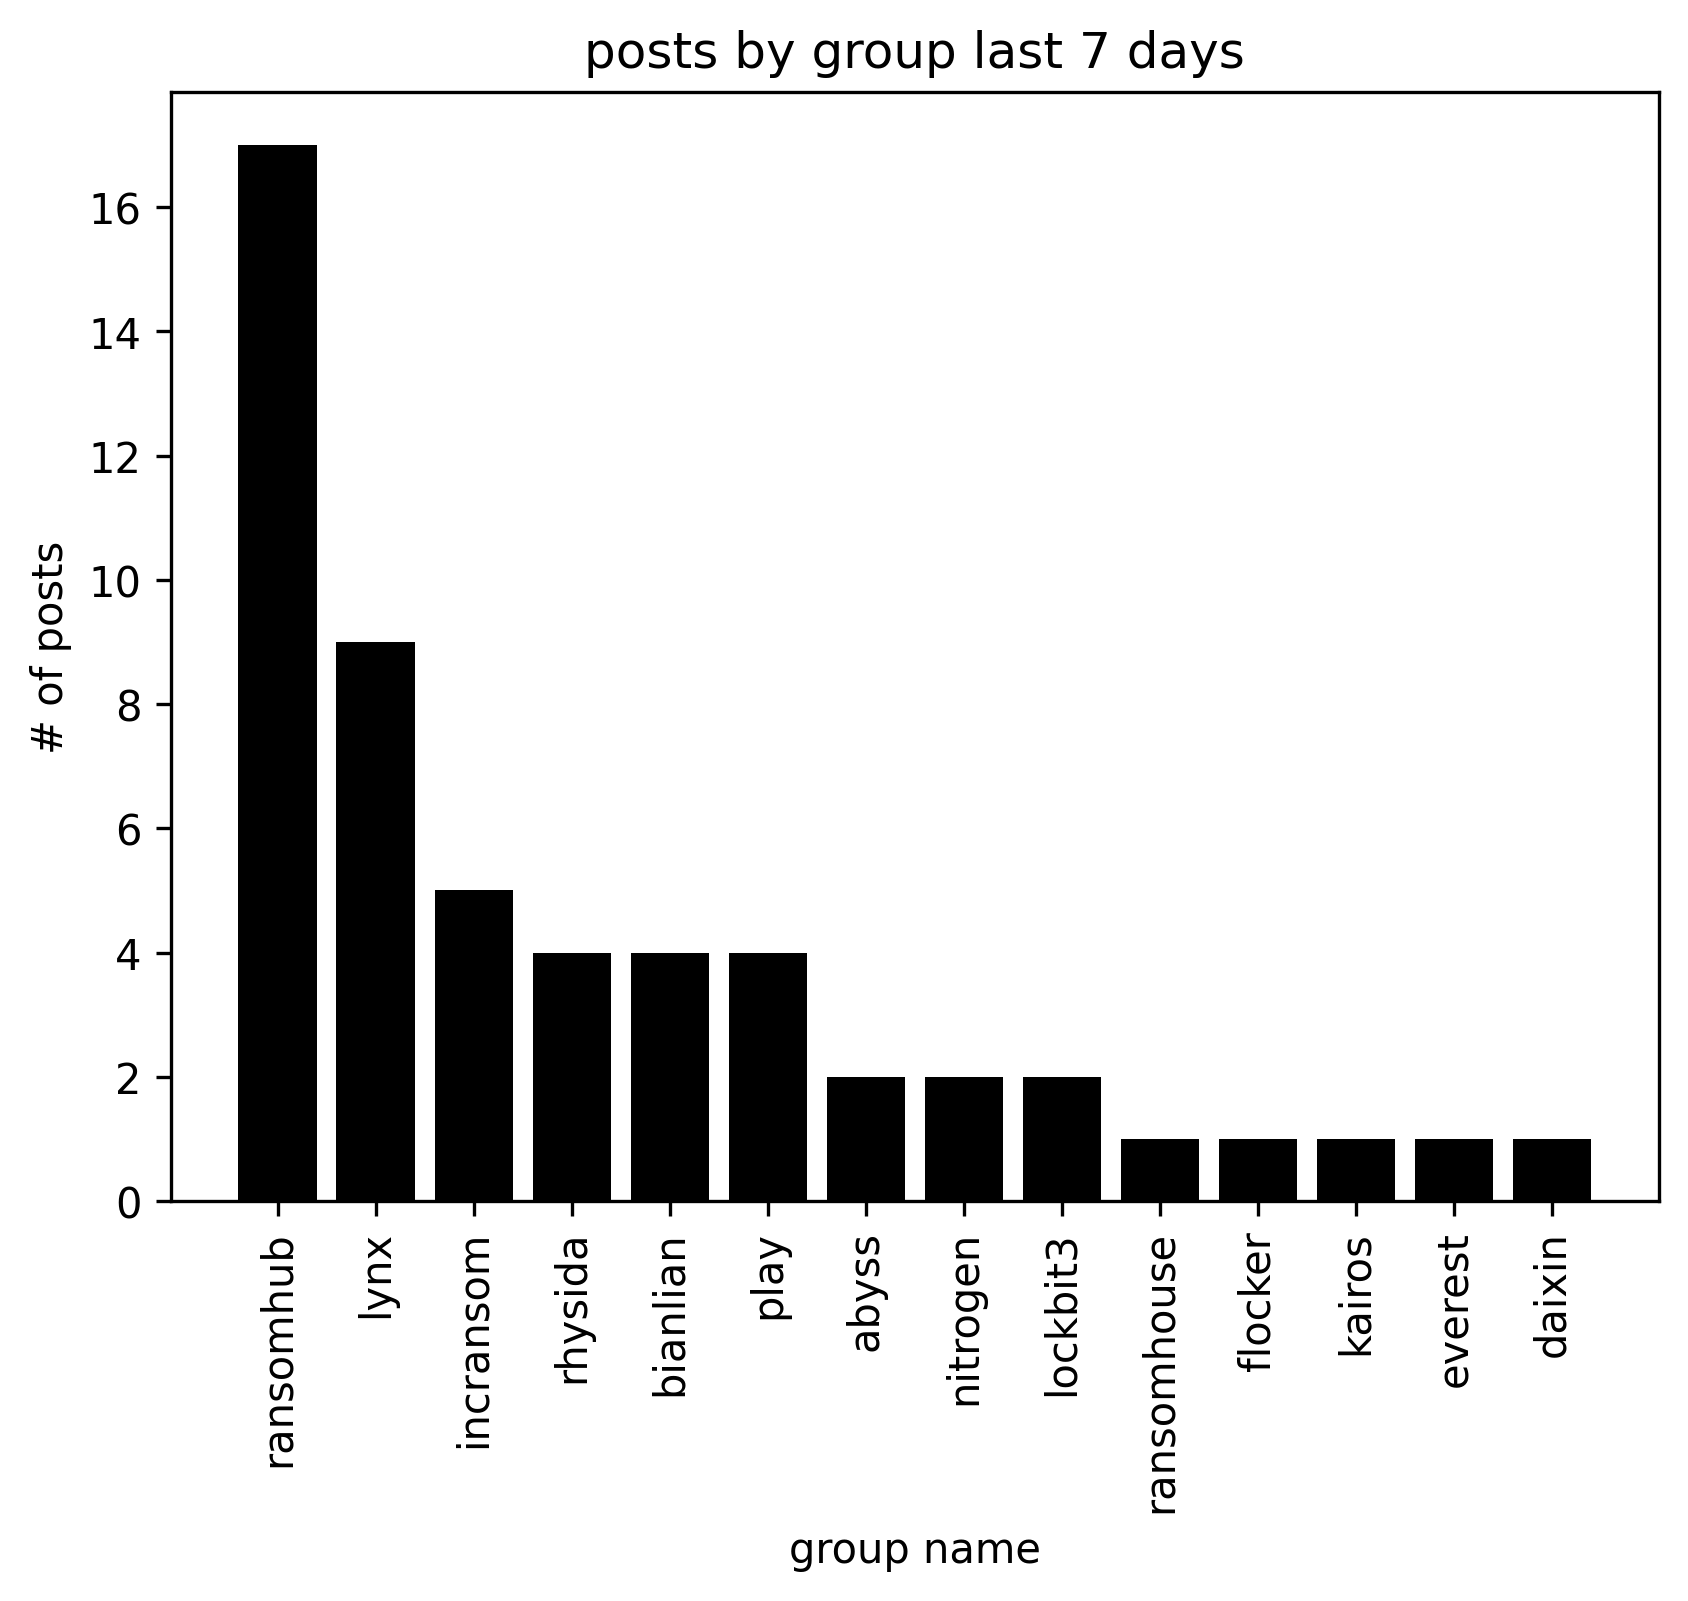 posts by group last 7 days
# of posts
16
14
12
10
8
6
4
2
0
ransomhub
lynx
incransom
rhysida
bianlian
play
abyss
nitrogen
lockbit3
ransomhouse
flocker
kairos
everest
daixin
group name